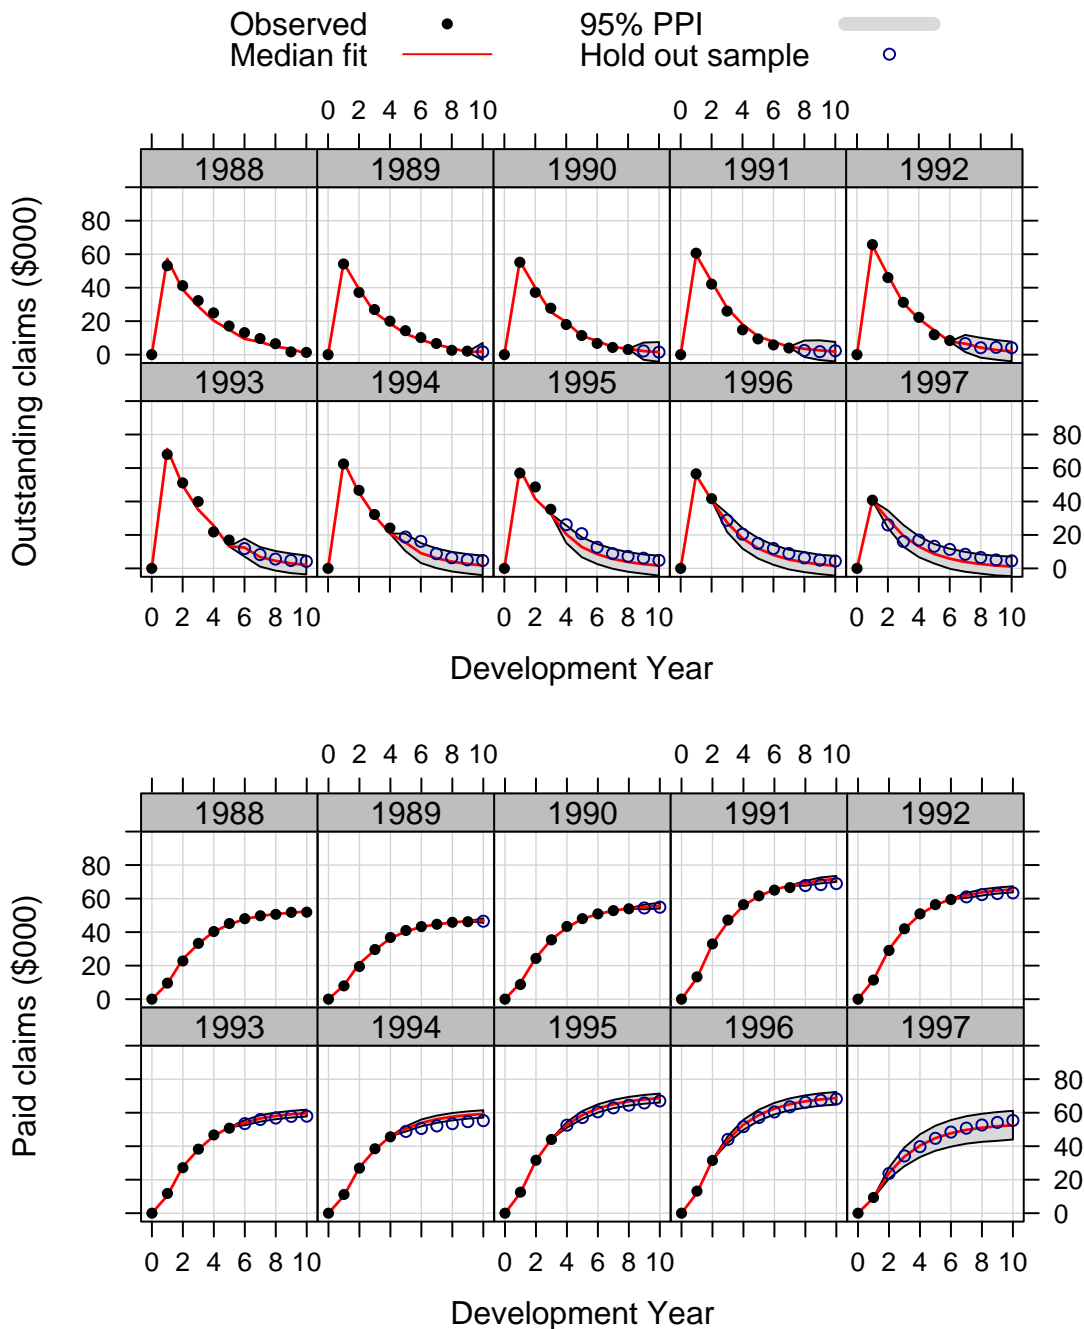 Observed 95% PPI
Median fit Hold out sample
0 2 4 6 8 10 0 2 4 6 8 10
1988 1989 1990 1991 1992
80
60
40
20
0
Outstanding claims ($000)
1993 1994 1995 1996 1997
80
60
40
20
0
0 2 4 6 8 10 0 2 4 6 8 10 0 2 4 6 8 10
Development Year
0 2 4 6 8 10 0 2 4 6 8 10
1988 1989 1990 1991 1992
80
60
40
20
0
Paid claims ($000)
1993 1994 1995 1996 1997
80
60
40
20
0
0 2 4 6 8 10 0 2 4 6 8 10 0 2 4 6 8 10
Development Year